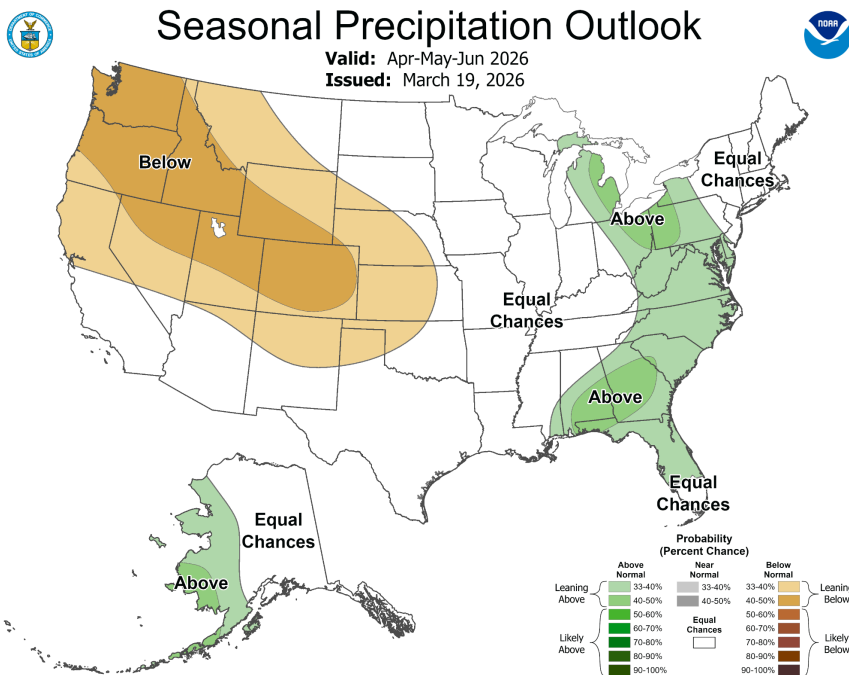 Seasonal Precipitation Outlook
Valid: Apr-May-Jun 2026
Issued: March 19, 2026
NOAA
Below
Equal
Chances
Above
Equal
Chances
Above
Equal
Chances
Equal
Chances
Above
Probability
(Percent Chance)
Above
Normal
Near
Normal
Below
Normal
Leaning
Above
33-40%
40-50%
33-40%
40-50%
33-40%
40-50%
Leaning
Below
Likely
Above
50-60%
60-70%
70-80%
80-90%
90-100%
Equal
Chances
50-60%
60-70%
70-80%
80-90%
90-100%
Likely
Below